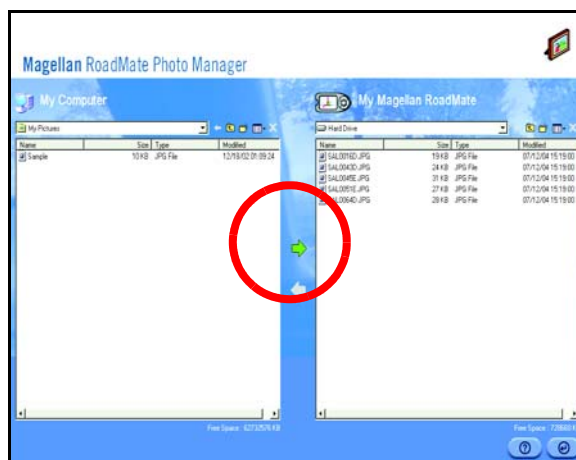 Magellan RoadMate Photo Manager
My Computer
My Pictures
Name Size Type Modified
Sample 10 KB JPG File 12/18/02 01:09:24
Free Space : 62732576 KB
My Magellan RoadMate
Hard Drive
Name Size Type Modified
SAL0016D.JPG 19 KB JPG File 07/12/04 15:19:00
SAL0043D.JPG 24 KB JPG File 07/12/04 15:19:00
SAL0045E.JPG 31 KB JPG File 07/12/04 15:19:00
SAL0051E.JPG 27 KB JPG File 07/12/04 15:19:00
SAL0064D.JPG 28 KB JPG File 07/12/04 15:19:00
Free Space :